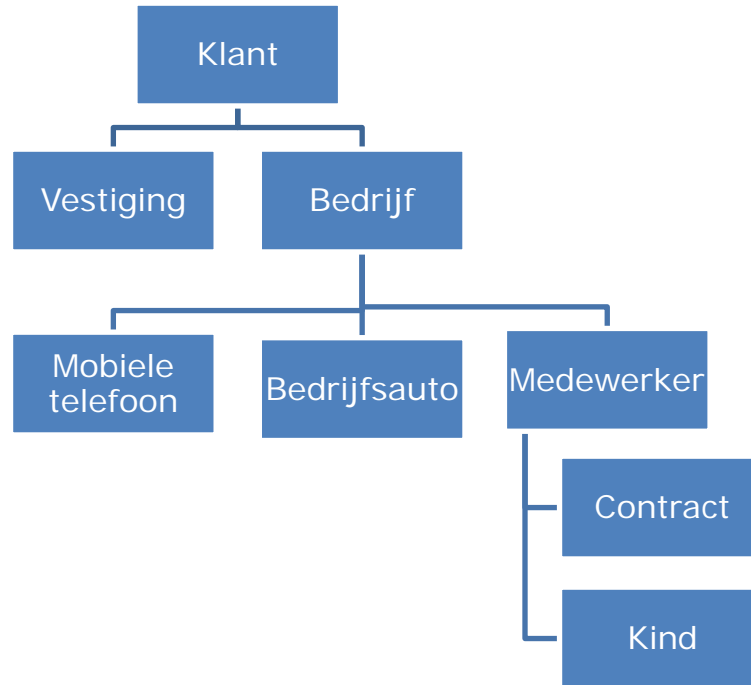 Klant
Vestiging
Bedrijf
Mobiele
telefoon
Bedrijfsauto
Medewerker
Contract
Kind